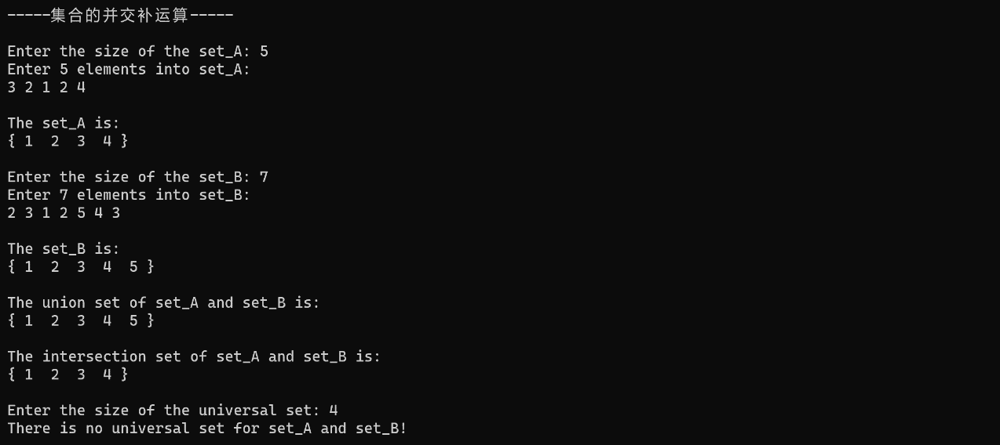 -----集合的并交补运算-----
Enter the size of the set_A: 5
Enter 5 elements into set_A:
3 2 1 2 4
The set_A is:
{ 1  2  3  4 }
Enter the size of the set_B: 7
Enter 7 elements into set_B:
2 3 1 2 5 4 3
The set_B is:
{ 1  2  3  4  5 }
The union set of set_A and set_B is:
{ 1  2  3  4  5 }
The intersection set of set_A and set_B is:
{ 1  2  3  4 }
Enter the size of the universal set: 4
There is no universal set for set_A and set_B!